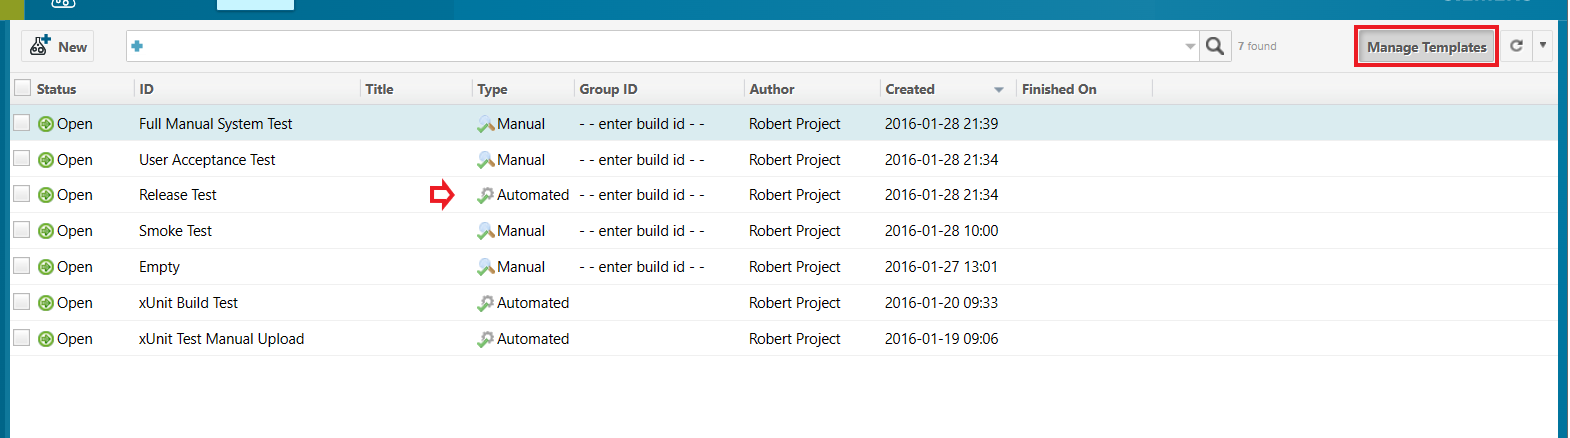 New
7 found
Manage Templates
Status ID Title Type Group ID Author Created Finished On
Open Full Manual System Test Manual - - enter build id - - Robert Project 2016-01-28 21:39
Open User Acceptance Test Manual - - enter build id - - Robert Project 2016-01-28 21:34
Open Release Test Automated - - enter build id - - Robert Project 2016-01-28 21:34
Open Smoke Test Manual - - enter build id - - Robert Project 2016-01-28 10:00
Open Empty Manual - - enter build id - - Robert Project 2016-01-27 13:01
Open xUnit Build Test Automated Robert Project 2016-01-20 09:33
Open xUnit Test Manual Upload Automated Robert Project 2016-01-19 09:06